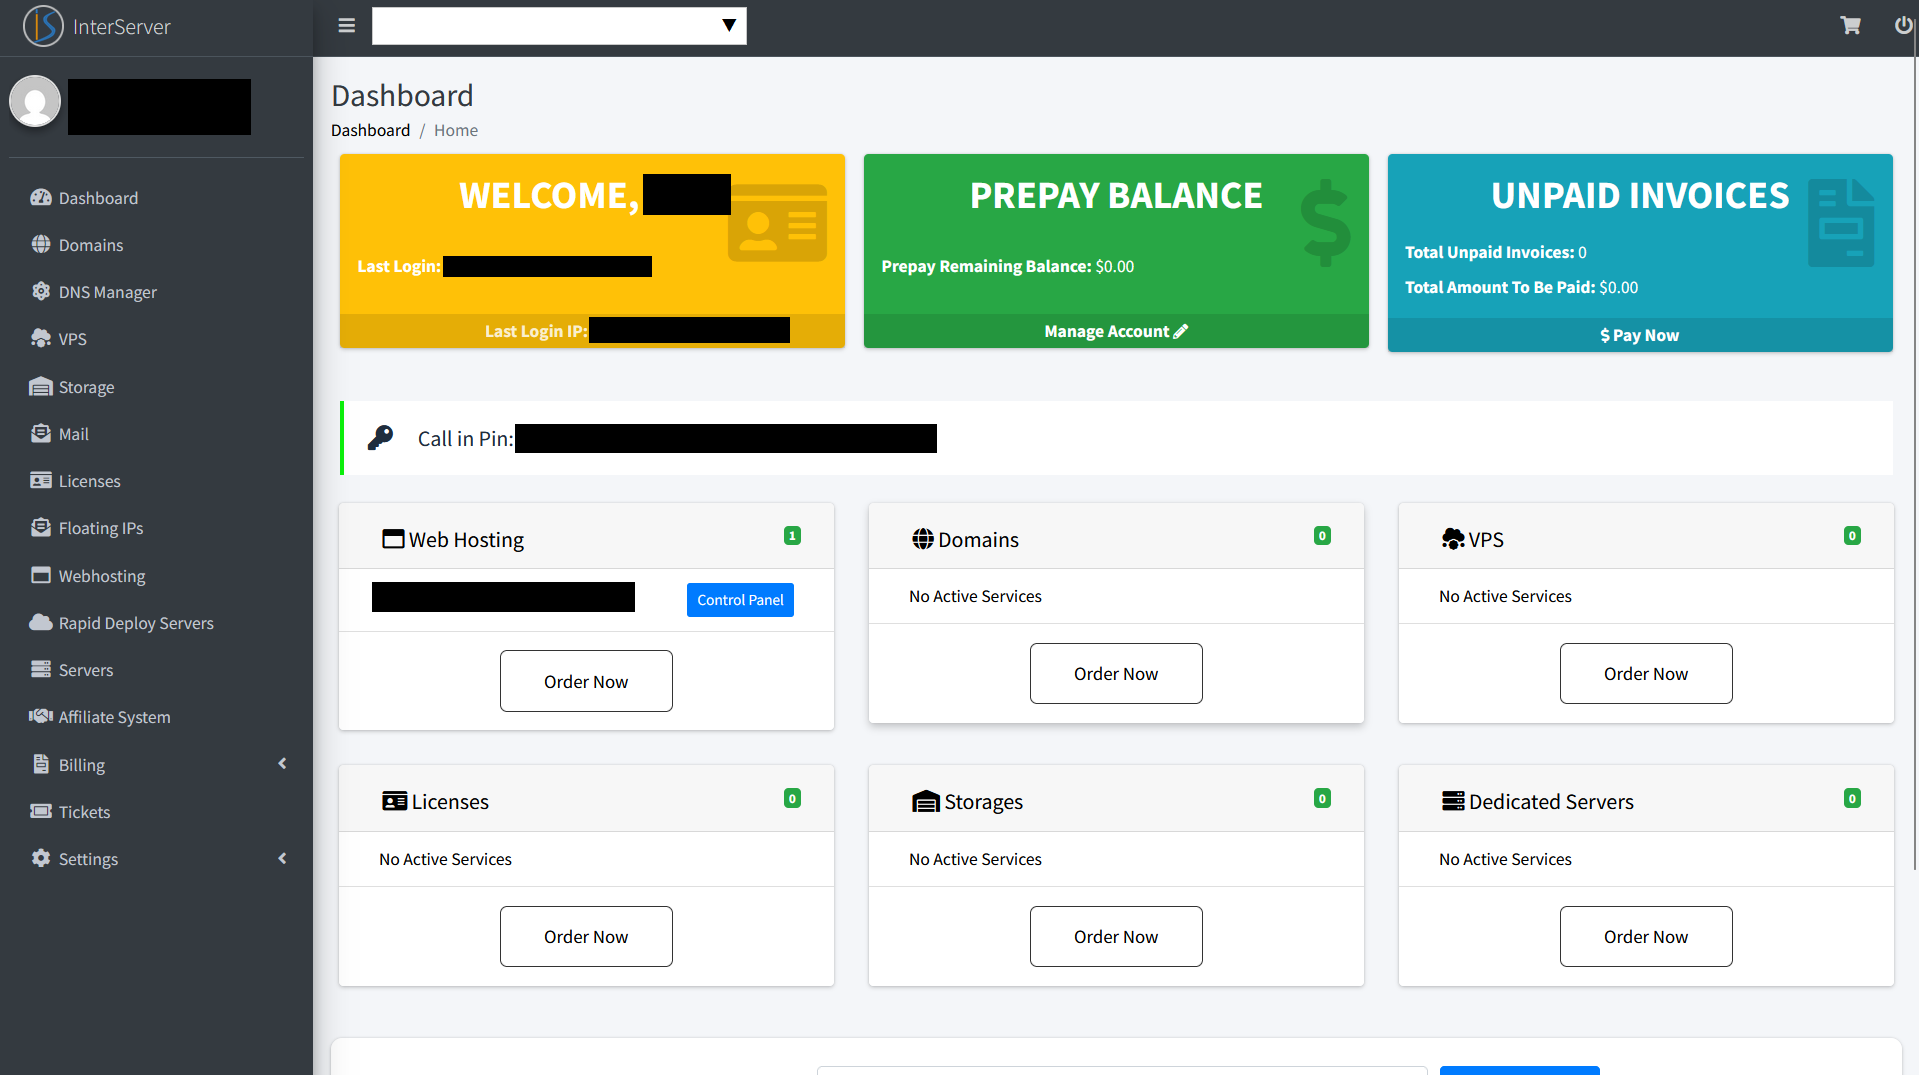 InterServer
Dashboard
Domains
DNS Manager
VPS
Storage
Mail
Licenses
Floating IPs
Webhosting
Rapid Deploy Servers
Servers
Affiliate System
Billing
Tickets
Settings
Dashboard
Dashboard / Home
WELCOME,
Last Login:
Last Login IP:
PREPAY BALANCE
Prepay Remaining Balance: $0.00
Manage Account
UNPAID INVOICES
Total Unpaid Invoices: 0
Total Amount To Be Paid: $0.00
$ Pay Now
Call in Pin:
Web Hosting 1
Control Panel
Order Now
Domains 0
No Active Services
Order Now
VPS 0
No Active Services
Order Now
Licenses 0
No Active Services
Order Now
Storages 0
No Active Services
Order Now
Dedicated Servers 0
No Active Services
Order Now